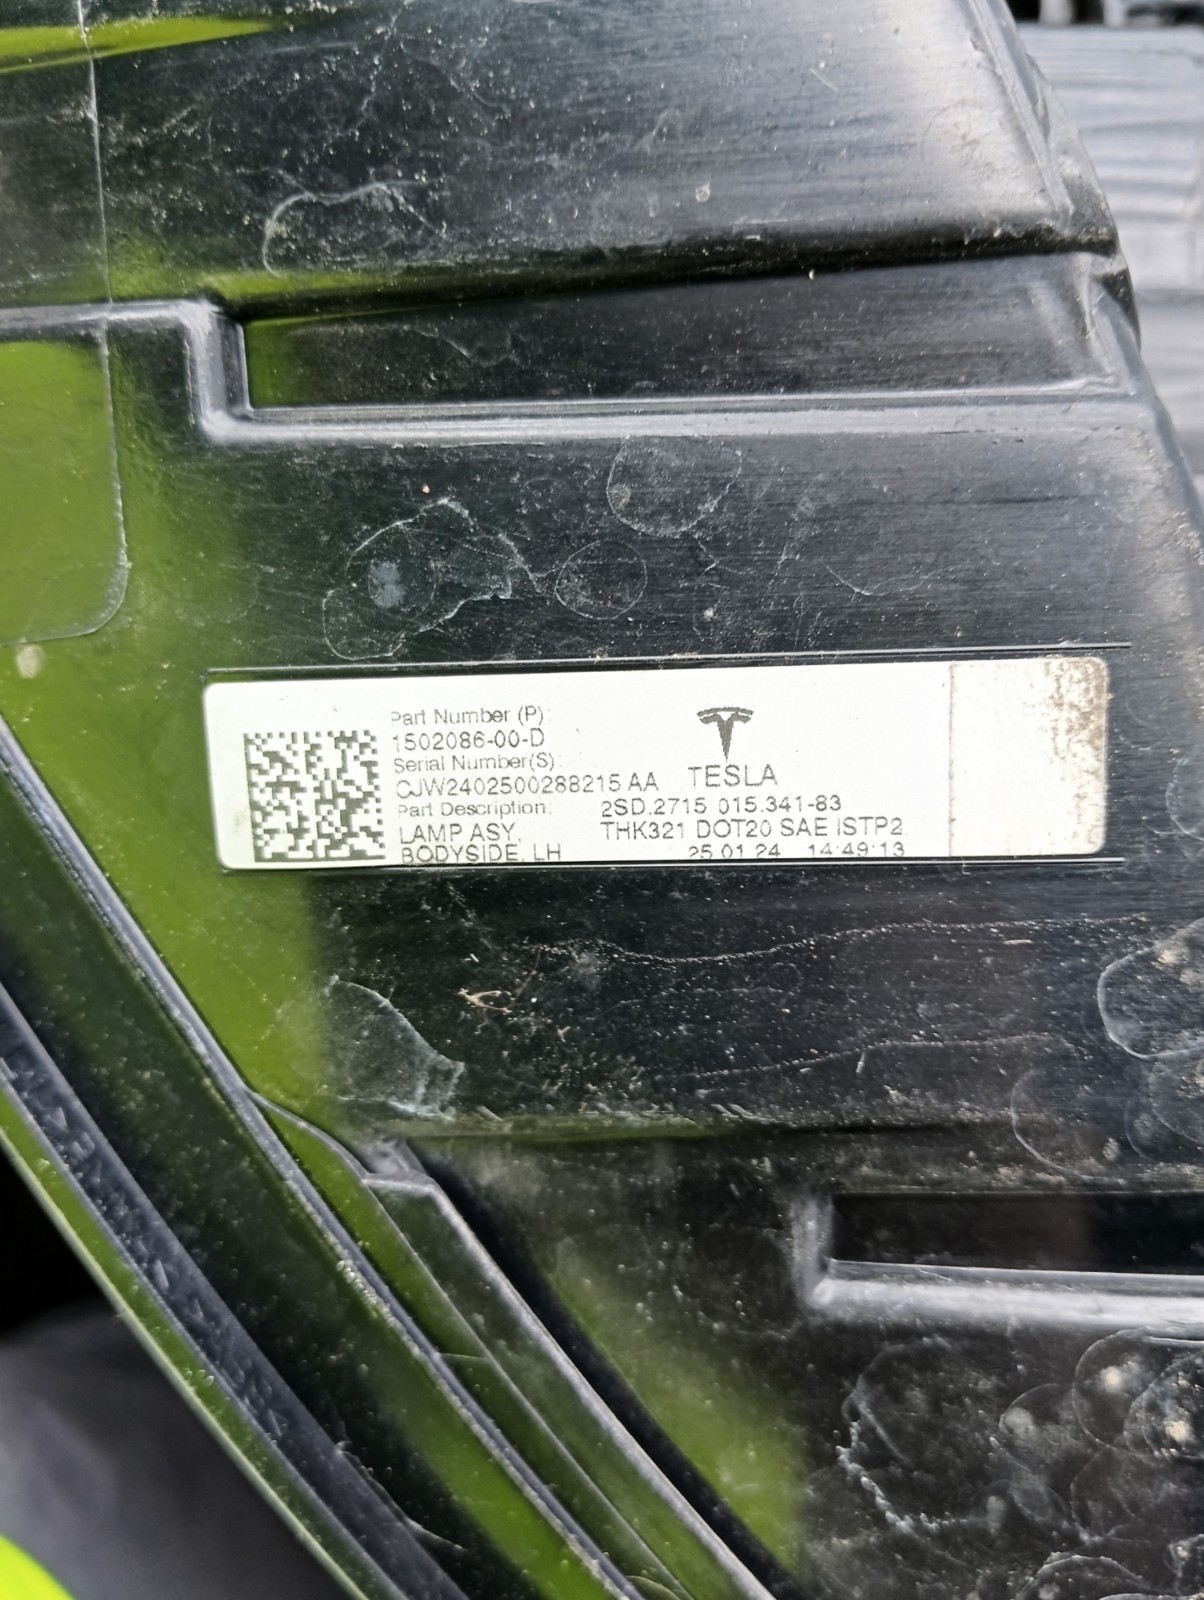 Part Number (P):
1502086-00-D
Serial Number(S):
CJW2402500288215 AA
Part Description:
LAMP ASY,
BODYSIDE, LH
TESLA
2SD.2715 015.341-83
THK321 DOT20 SAE ISTP2
25.01.24 14:49:13